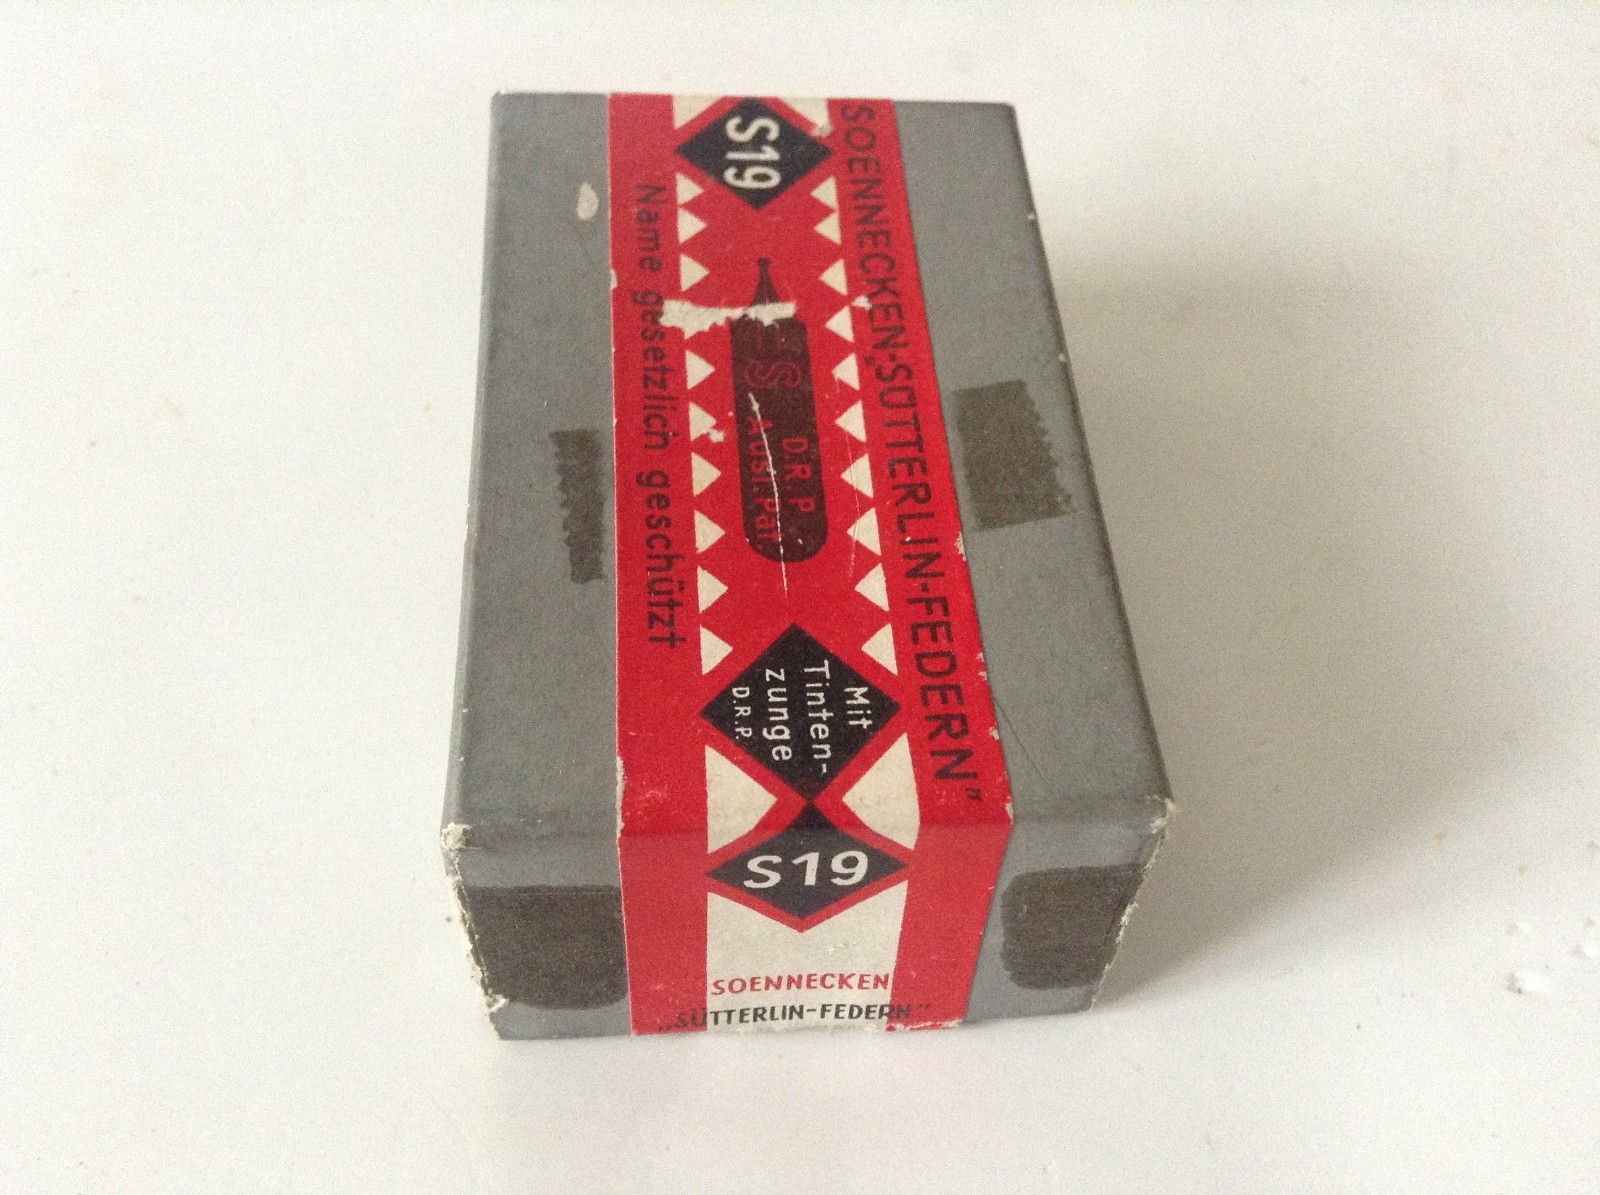 SOENNECKEN-„SÜTTERLIN-FEDERN“
S19
S
D.R.P.
Ausl. Pat.
Mit
Tinten-
zunge
D.R.P.
Name gesetzlich geschützt
S19
SOENNECKEN
„SÜTTERLIN-FEDERN“